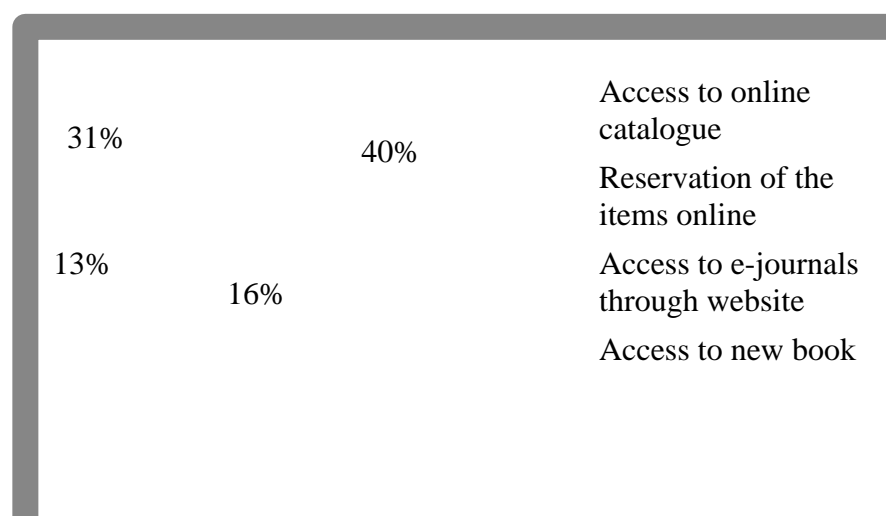 31%
40%
13%
16%
Access to online
catalogue
Reservation of the
items online
Access to e-journals
through website
Access to new book